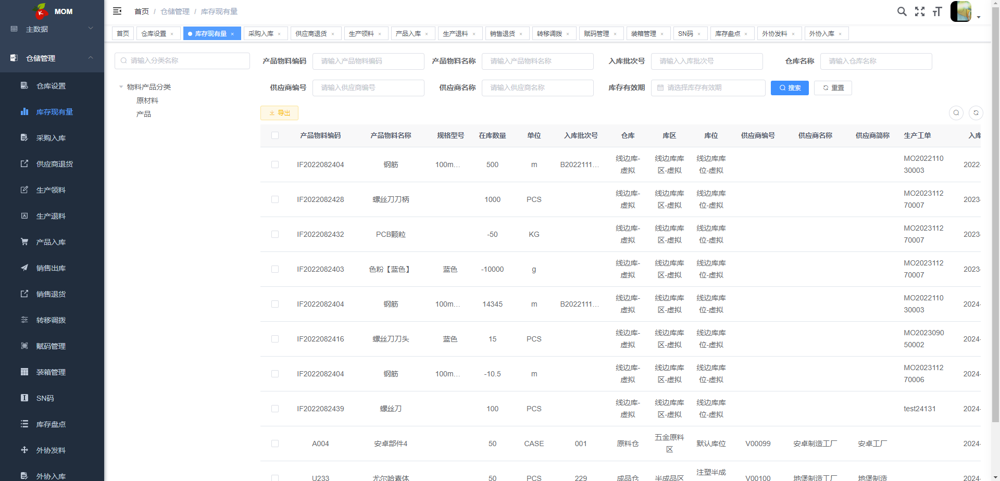 MOM
主数据
仓储管理
仓库设置
库存现有量
采购入库
供应商退货
生产领料
生产退料
产品入库
销售出库
销售退货
转移调拨
赋码管理
装箱管理
SN码
库存盘点
外协发料
外协入库
首页 / 仓储管理 / 库存现有量
首页 仓库设置 × 库存现有量 × 采购入库 × 供应商退货 × 生产领料 × 产品入库 × 生产退料 × 销售退货 × 转移调拨 × 赋码管理 × 装箱管理 × SN码 × 库存盘点 × 外协发料 × 外协入库 ×
请输入分类名称
物料产品分类
原材料
产品
产品物料编码 请输入产品物料编码 产品物料名称 请输入产品物料名称 入库批次号 请输入入库批次号 仓库名称 请输入仓库名称
供应商编号 请输入供应商编号 供应商名称 请输入供应商名称 库存有效期 请选择库存有效期 搜索 重置
导出
产品物料编码 产品物料名称 规格型号 在库数量 单位 入库批次号 仓库 库区 库位 供应商编号 供应商名称 供应商简称 生产工单 入库
线边库- 线边库库 线边库库 MO2022110
IF2022082404 钢筋 100m... 500 m B2022111... 2022-
虚拟 区-虚拟 位-虚拟 30003
线边库- 线边库库 线边库库 MO2023112
IF2022082428 螺丝刀刀柄 1000 PCS 2023-
虚拟 区-虚拟 位-虚拟 70007
线边库- 线边库库 线边库库 MO2023112
IF2022082432 PCB颗粒 -50 KG 2023-
虚拟 区-虚拟 位-虚拟 70007
线边库- 线边库库 线边库库 MO2023112
IF2022082403 色粉【蓝色】 蓝色 -10000 g 2023-
虚拟 区-虚拟 位-虚拟 70007
线边库- 线边库库 线边库库 MO2022110
IF2022082404 钢筋 100m... 14345 m B2022111... 2024-
虚拟 区-虚拟 位-虚拟 30003
线边库- 线边库库 线边库库 MO2023090
IF2022082416 螺丝刀刀头 蓝色 15 PCS 2024-
虚拟 区-虚拟 位-虚拟 50002
线边库- 线边库库 线边库库 MO2023112
IF2022082404 钢筋 100m... -10.5 m 2024-
虚拟 区-虚拟 位-虚拟 70006
线边库- 线边库库 线边库库
IF2022082439 螺丝刀 100 PCS test24131 2024-
虚拟 区-虚拟 位-虚拟
五金原料
A004 安卓部件4 50 CASE 001 原料仓 默认库位 V00099 安卓制造工厂 安卓工厂 2024-
区
注塑半成
U233 尤尔哈素体 50 PCS 229 成品仓 半成品区 V00100 地堡制造工厂 地堡制造 2024-